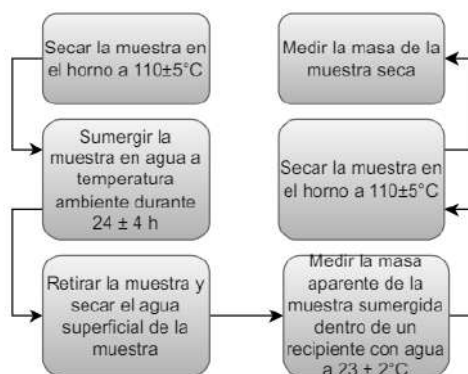 Secar la muestra en
el horno a 110±5°C
Sumergir la
muestra en agua a
temperatura
ambiente durante
24 ± 4 h
Retirar la muestra y
secar el agua
superficial de la
muestra
Medir la masa
aparente de la
muestra sumergida
dentro de un
recipiente con agua
a 23 ± 2°C
Secar la muestra en
el horno a 110±5°C
Medir la masa de la
muestra seca